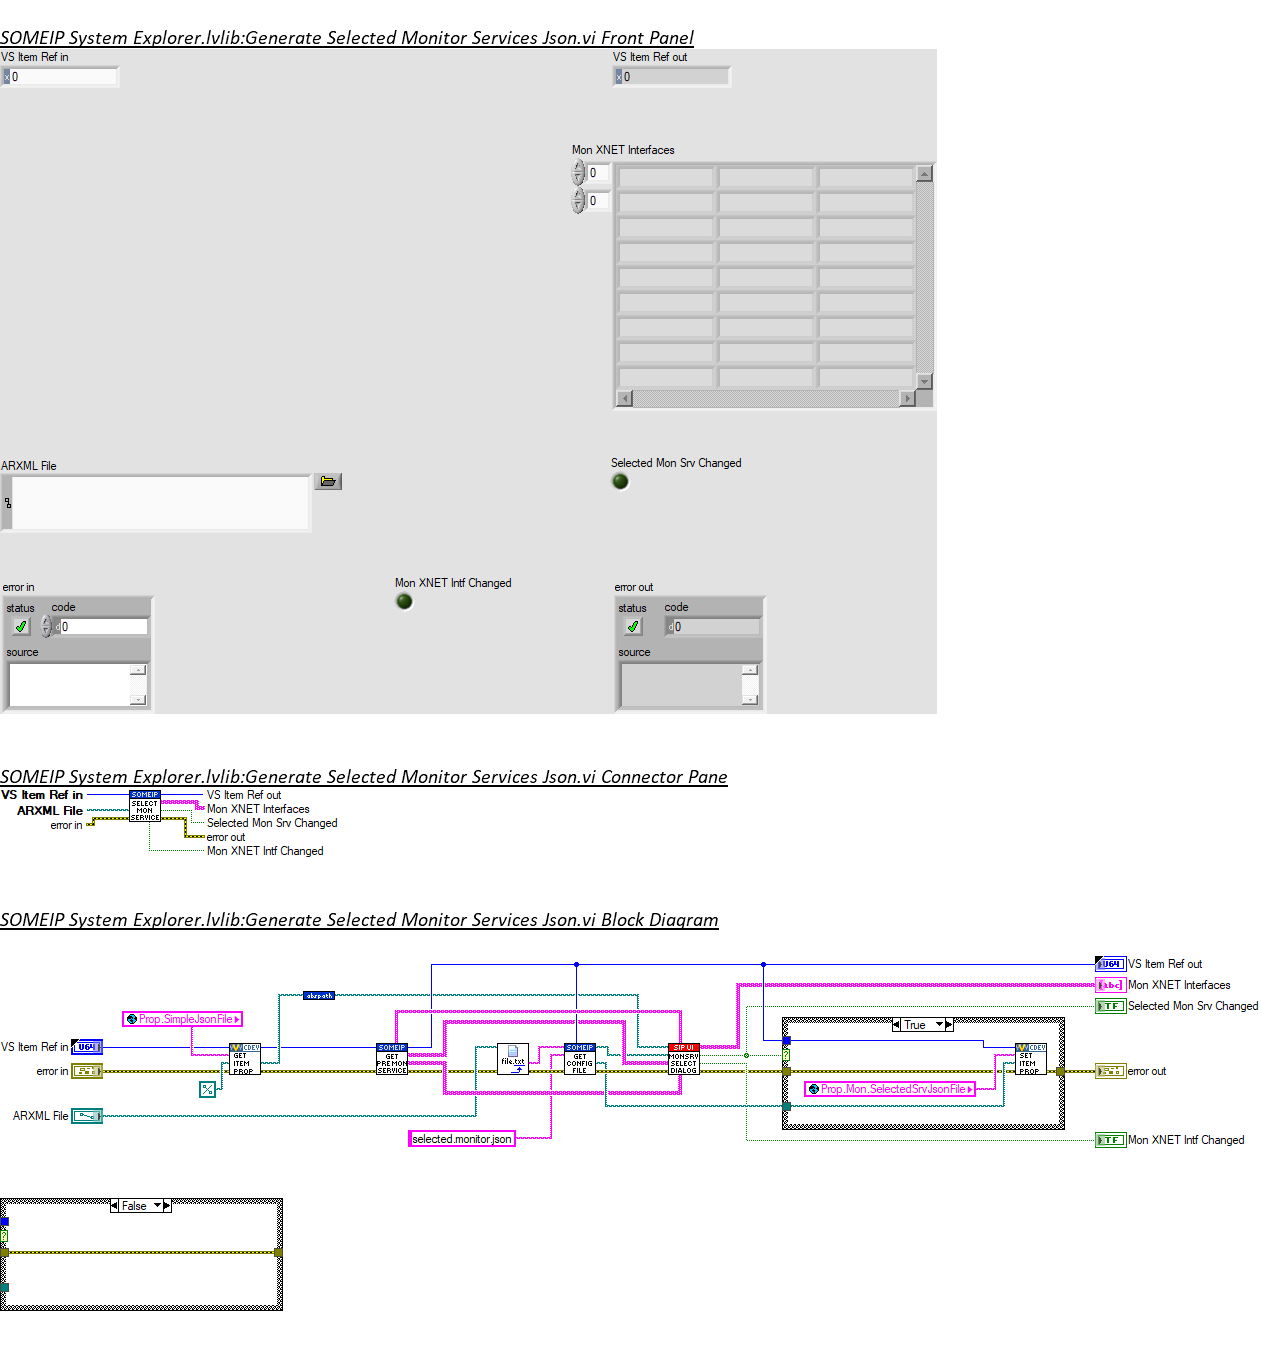 SOMEIP System Explorer.lvlib:Generate Selected Monitor Services Json.vi Front Panel
VS Item Ref in
VS Item Ref out
x 0
x 0
Mon XNET Interfaces
0
0
ARXML File
Selected Mon Srv Changed
error in
Mon XNET Intf Changed
error out
status code
status code
d 0
d 0
source
source
SOMEIP System Explorer.lvlib:Generate Selected Monitor Services Json.vi Connector Pane
VS Item Ref in
ARXML File
error in
SOMEIP
SELECT
MON
SERVICE
VS Item Ref out
Mon XNET Interfaces
Selected Mon Srv Changed
error out
Mon XNET Intf Changed
SOMEIP System Explorer.lvlib:Generate Selected Monitor Services Json.vi Block Diagram
U64 VS Item Ref out
abc Mon XNET Interfaces
TF Selected Mon Srv Changed
Prop.SimpleJsonFile
True
VS Item Ref in U64
CDEV
GET
ITEM
PROP
SOMEIP
GET
PREMON
SERVICE
file.txt
SOMEIP
GET
CONFIG
FILE
SIP UI
MONSRV
SELECT
DIALOG
?
CDEV
SET
ITEM
PROP
error in
error out
Prop.Mon.SelectedSrvJsonFile
ARXML File
selected.monitor.json
TF Mon XNET Intf Changed
False
?